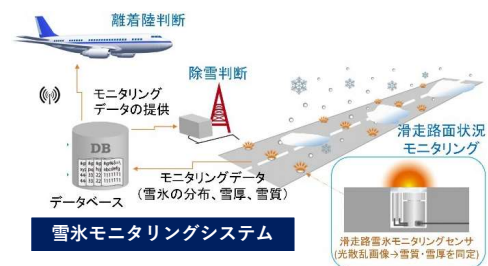 離着陸判断
除雪判断
モニタリング
データの提供
DB
データベース
モニタリングデータ
(雪氷の分布、雪厚、雪質)
滑走路面状況
モニタリング
滑走路雪氷モニタリングセンサ
(光散乱画像→雪質・雪厚を同定)
雪氷モニタリングシステム